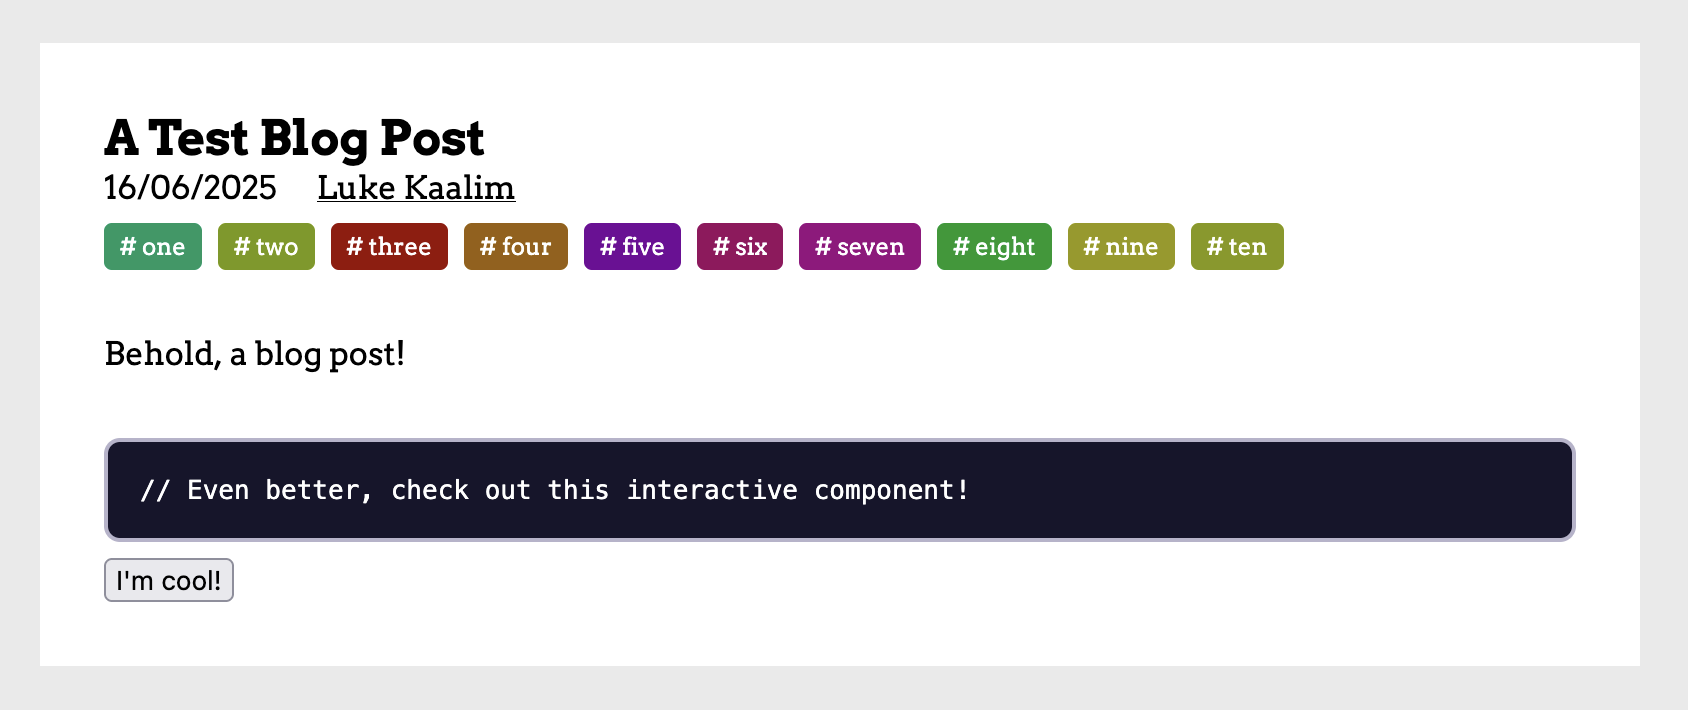 A Test Blog Post
16/06/2025 Luke Kaalim
# one # two # three # four # five # six # seven # eight # nine # ten
Behold, a blog post!
// Even better, check out this interactive component!
I'm cool!